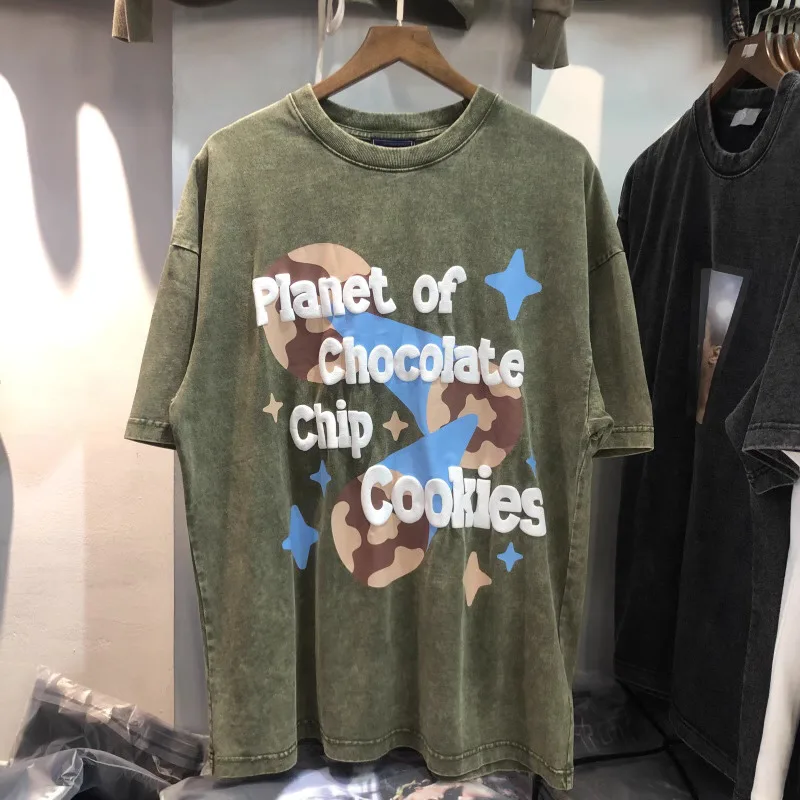 Planet of
Chocolate
Chip
Cookies